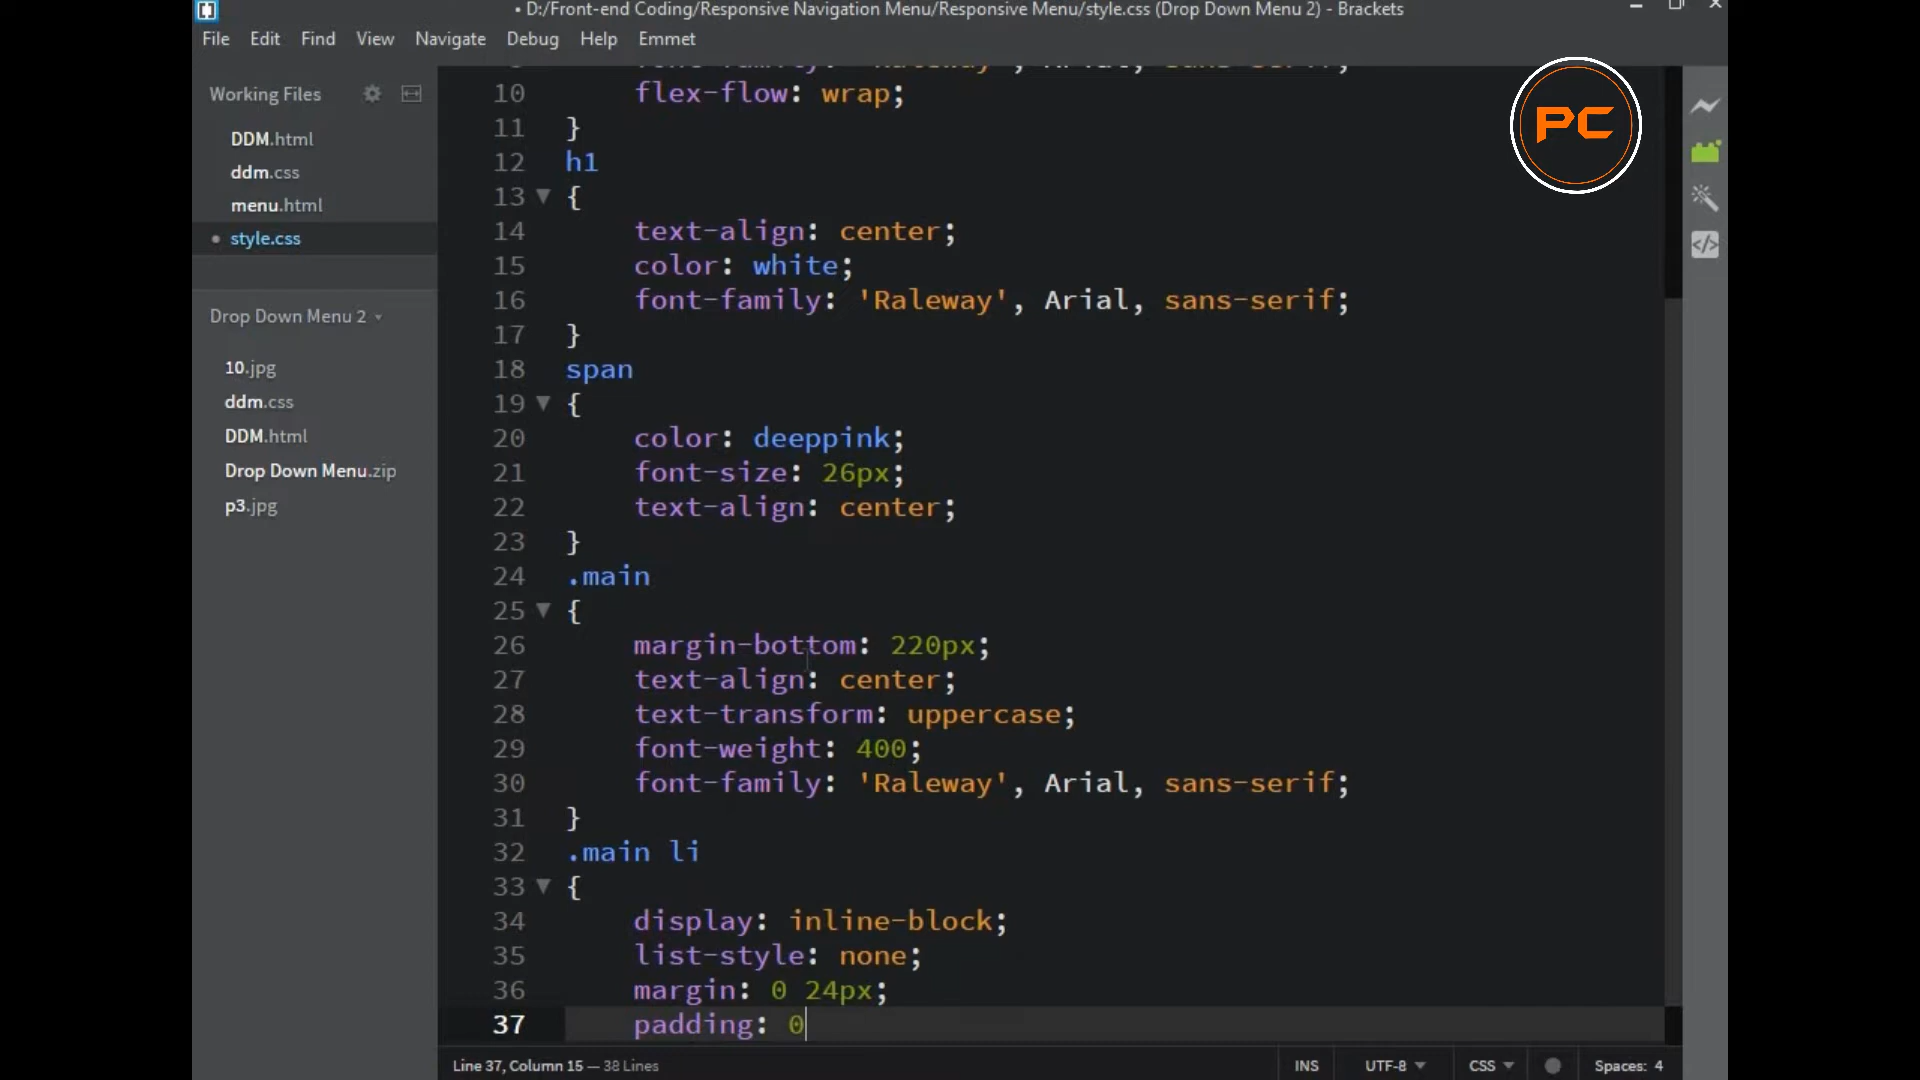 • D:/Front-end Coding/Responsive Navigation Menu/Responsive Menu/style.css (Drop Down Menu 2) - Brackets
File Edit Find View Navigate Debug Help Emmet
Working Files
DDM.html
ddm.css
menu.html
• style.css
Drop Down Menu 2
10.jpg
ddm.css
DDM.html
Drop Down Menu.zip
p3.jpg
PC
10 flex-flow: wrap;
11 }
12 h1
13 {
14 text-align: center;
15 color: white;
16 font-family: 'Raleway', Arial, sans-serif;
17 }
18 span
19 {
20 color: deeppink;
21 font-size: 26px;
22 text-align: center;
23 }
24 .main
25 {
26 margin-bottom: 220px;
27 text-align: center;
28 text-transform: uppercase;
29 font-weight: 400;
30 font-family: 'Raleway', Arial, sans-serif;
31 }
32 .main li
33 {
34 display: inline-block;
35 list-style: none;
36 margin: 0 24px;
37 padding: 0
Line 37, Column 15 — 38 Lines
INS UTF-8 CSS Spaces: 4